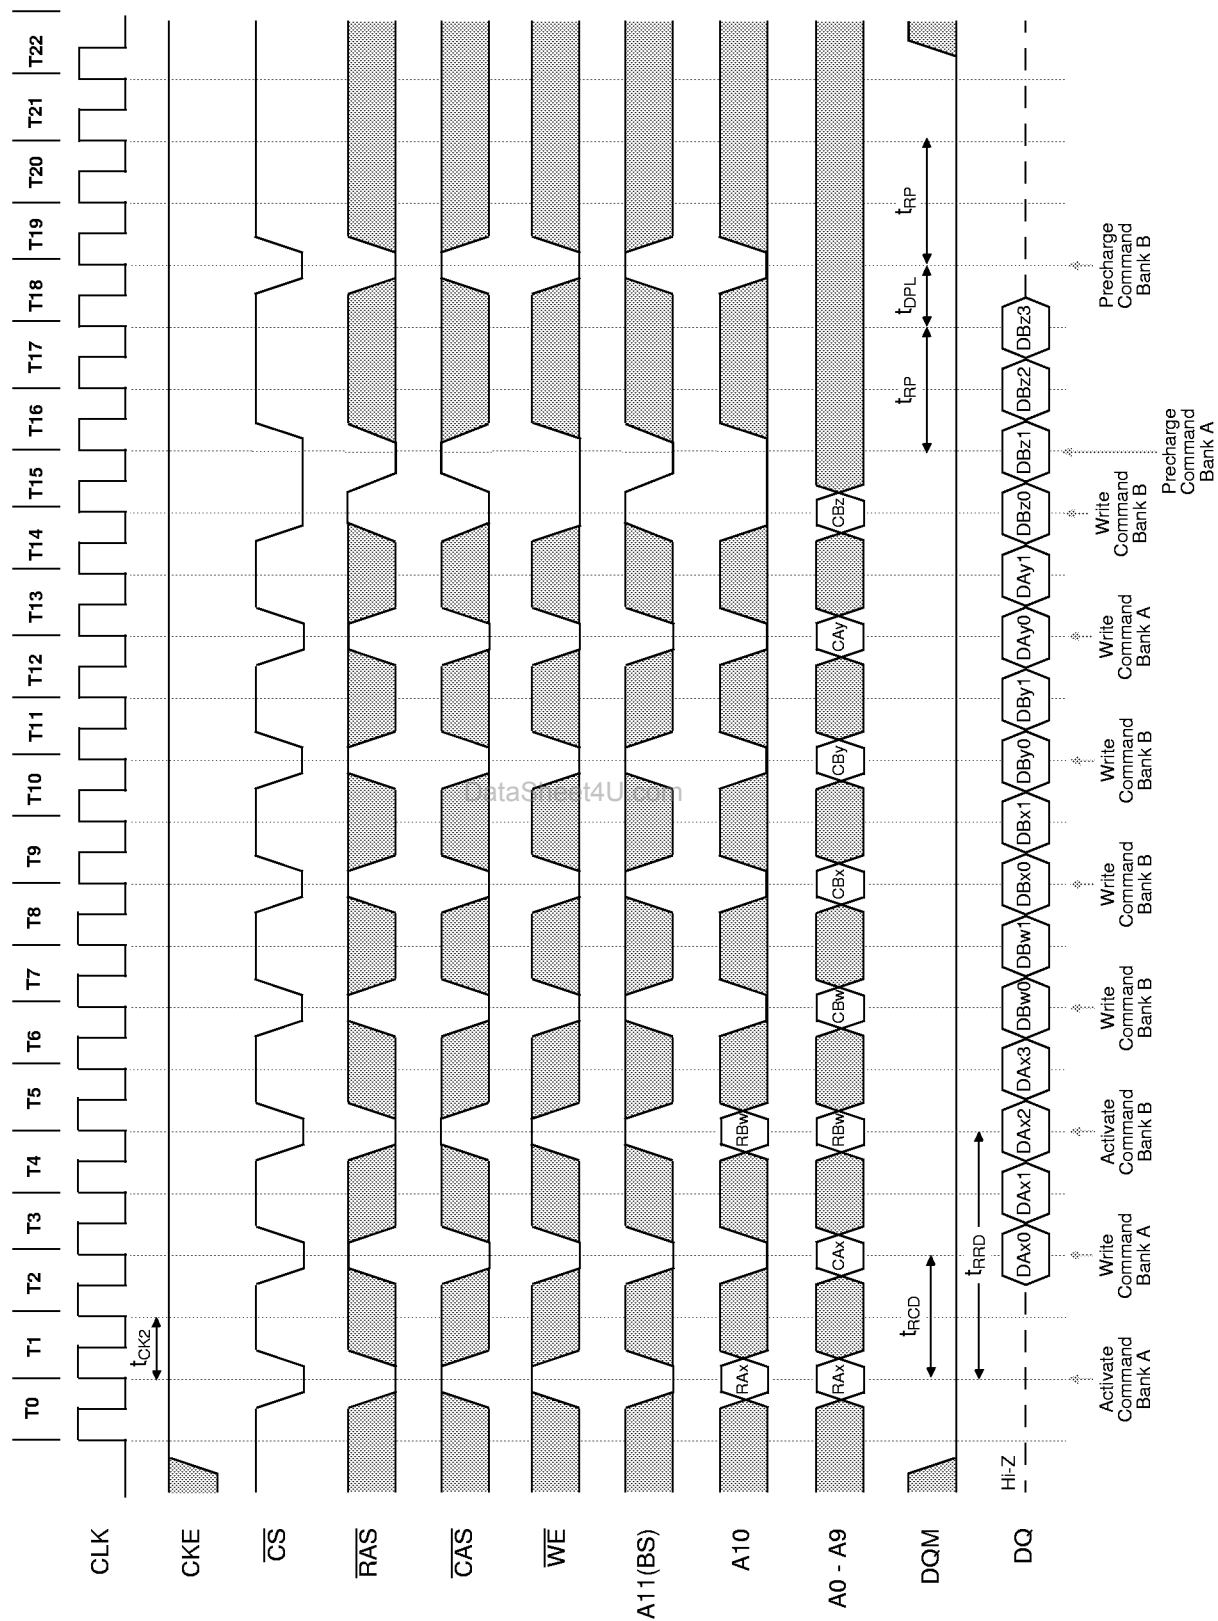 T0 T1 T2 T3 T4 T5 T6 T7 T8 T9 T10 T11 T12 T13 T14 T15 T16 T17 T18 T19 T20 T21 T22
CLK
tCK2
CKE
CS
RAS
CAS
WE
DataSheet4U.com
A11(BS)
A10
RAx RBw
A0 - A9
RAx CAx RBw CBw CBx CBy CAy CBz
DQM
tRCD
tRP tDPL tRP
tRRD
DQ
Hi-Z
DAx0 DAx1 DAx2 DAx3 DBw0 DBw1 DBx0 DBx1 DBy0 DBy1 DAy0 DAy1 DBz0 DBz1 DBz2 DBz3
Activate
Command
Bank A
Write
Command
Bank A
Activate
Command
Bank B
Write
Command
Bank B
Write
Command
Bank B
Write
Command
Bank B
Write
Command
Bank A
Write
Command
Bank B
Precharge
Command
Bank A
Precharge
Command
Bank B